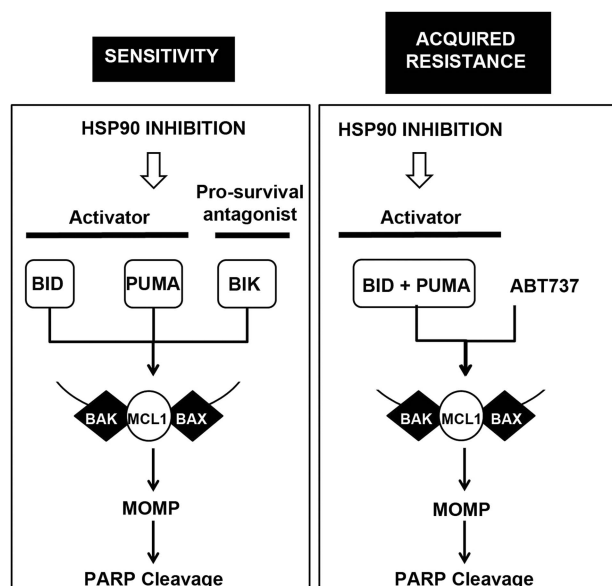 SENSITIVITY
HSP90 INHIBITION
Pro-survival
antagonist
Activator
BID
PUMA
BIK
BAK
MCL1
BAX
MOMP
PARP Cleavage
ACQUIRED
RESISTANCE
HSP90 INHIBITION
Activator
BID + PUMA
ABT737
BAK
MCL1
BAX
MOMP
PARP Cleavage